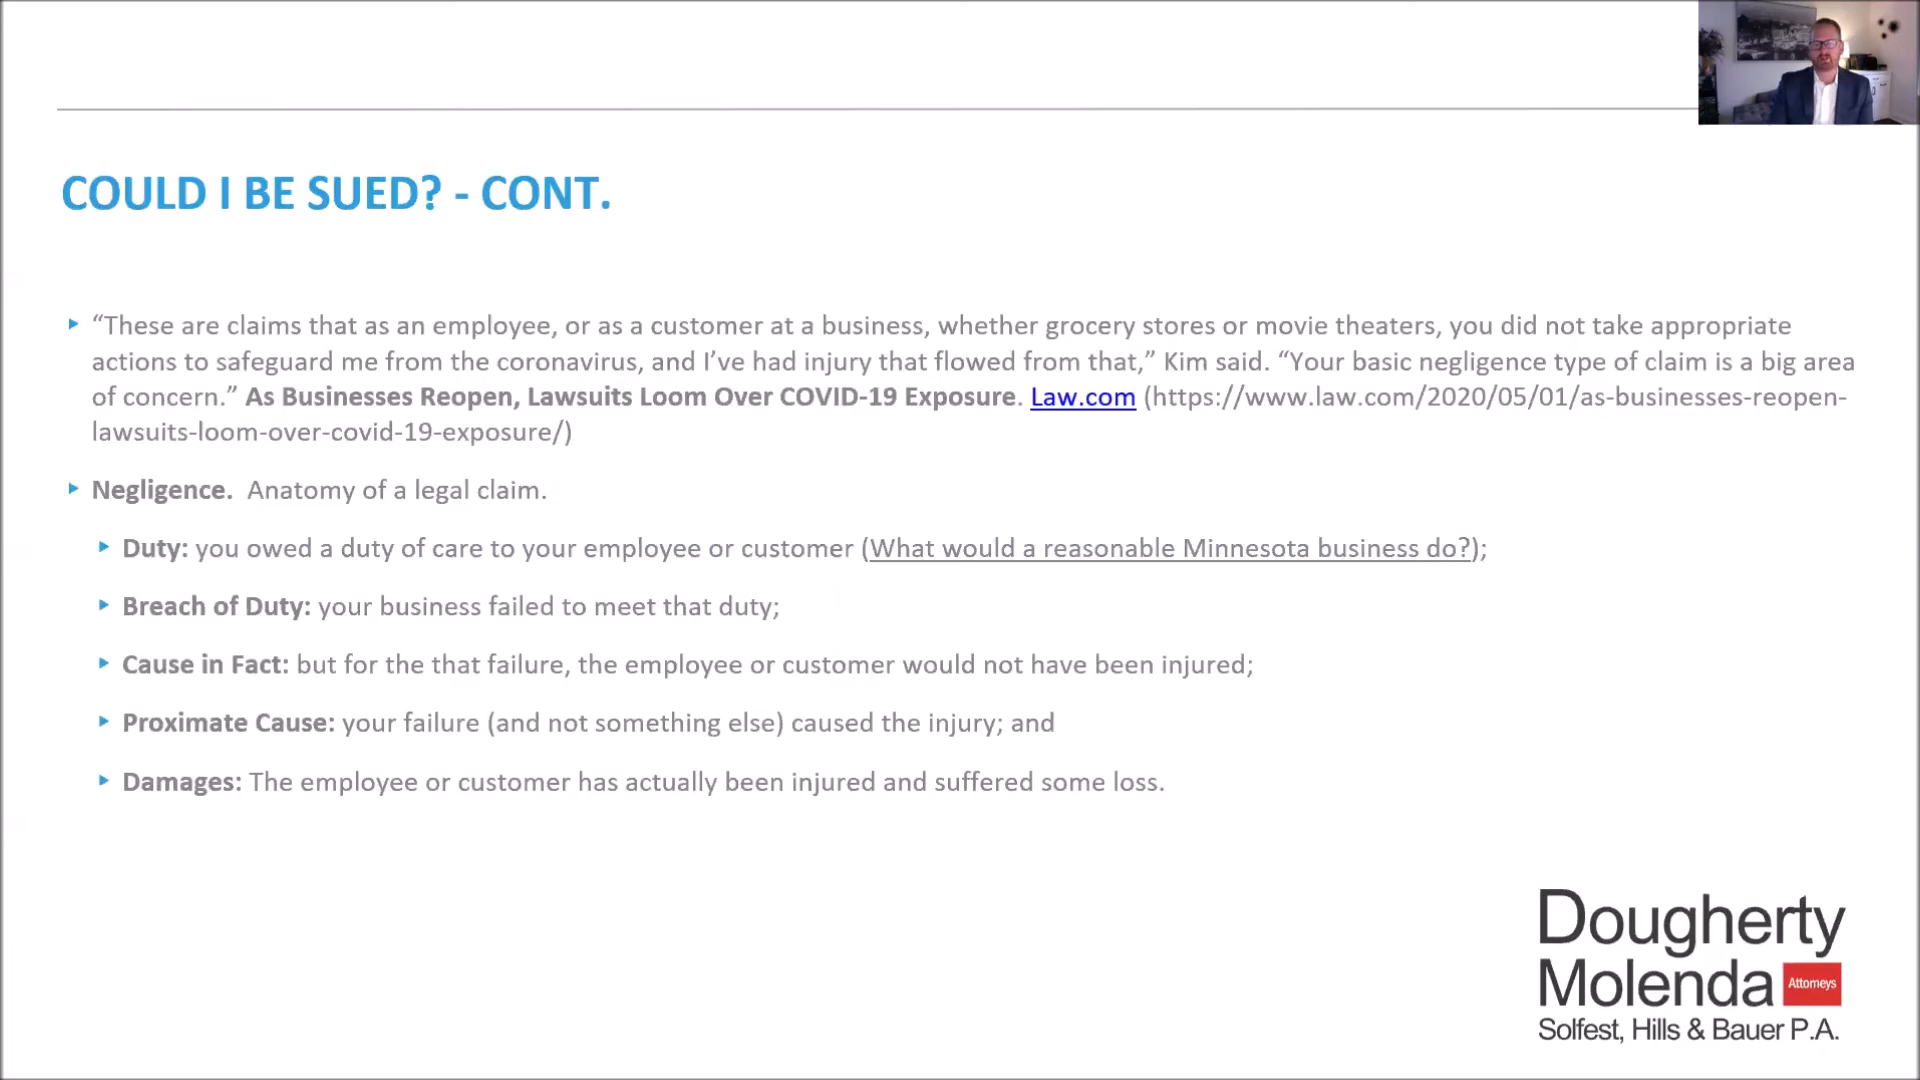 COULD I BE SUED? - CONT.
“These are claims that as an employee, or as a customer at a business, whether grocery stores or movie theaters, you did not take appropriate
actions to safeguard me from the coronavirus, and I’ve had injury that flowed from that,” Kim said. “Your basic negligence type of claim is a big area
of concern.” As Businesses Reopen, Lawsuits Loom Over COVID-19 Exposure. Law.com (https://www.law.com/2020/05/01/as-businesses-reopen-
lawsuits-loom-over-covid-19-exposure/)
Negligence. Anatomy of a legal claim.
Duty: you owed a duty of care to your employee or customer (What would a reasonable Minnesota business do?);
Breach of Duty: your business failed to meet that duty;
Cause in Fact: but for the that failure, the employee or customer would not have been injured;
Proximate Cause: your failure (and not something else) caused the injury; and
Damages: The employee or customer has actually been injured and suffered some loss.
Dougherty
Molenda Attorneys
Solfest, Hills & Bauer P.A.